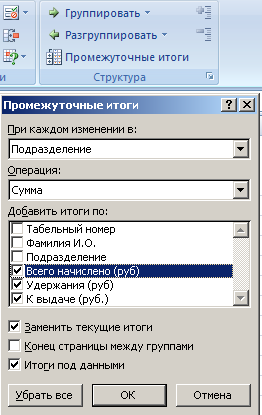 Группировать
Разгруппировать
Промежуточные итоги
и
Структура
Промежуточные итоги
При каждом изменении в:
Подразделение
Операция:
Сумма
Добавить итоги по:
Табельный номер
Фамилия И.О.
Подразделение
Всего начислено (руб)
Удержания (руб)
К выдаче (руб.)
Заменить текущие итоги
Конец страницы между группами
Итоги под данными
Убрать все
ОК
Отмена